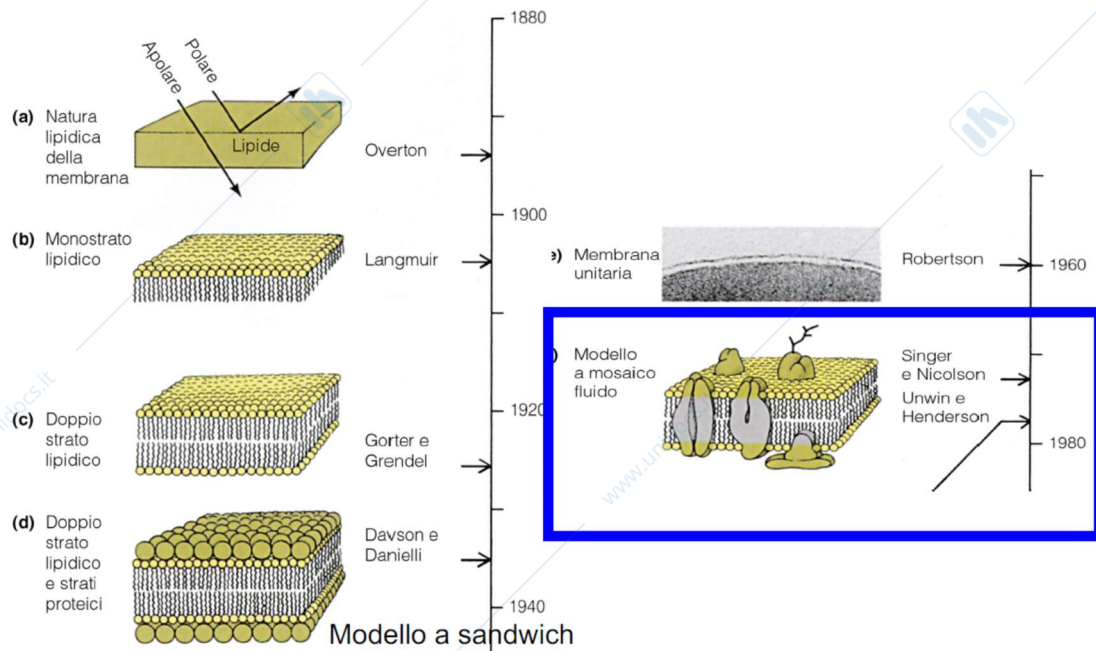 1880
Polare
Apolare
(a) Natura
lipidica
della
membrana
Lipide
Overton
1900
(b) Monostrato
lipidico
Langmuir
(c) Doppio
strato
lipidico
1920
Gorter e
Grendel
(d) Doppio
strato
lipidico
e strati
proteici
Davson e
Danielli
1940
Modello a sandwich
e) Membrana
unitaria
Robertson
1960
) Modello
a mosaico
fluido
Singer
e Nicolson
Unwin e
Henderson
1980